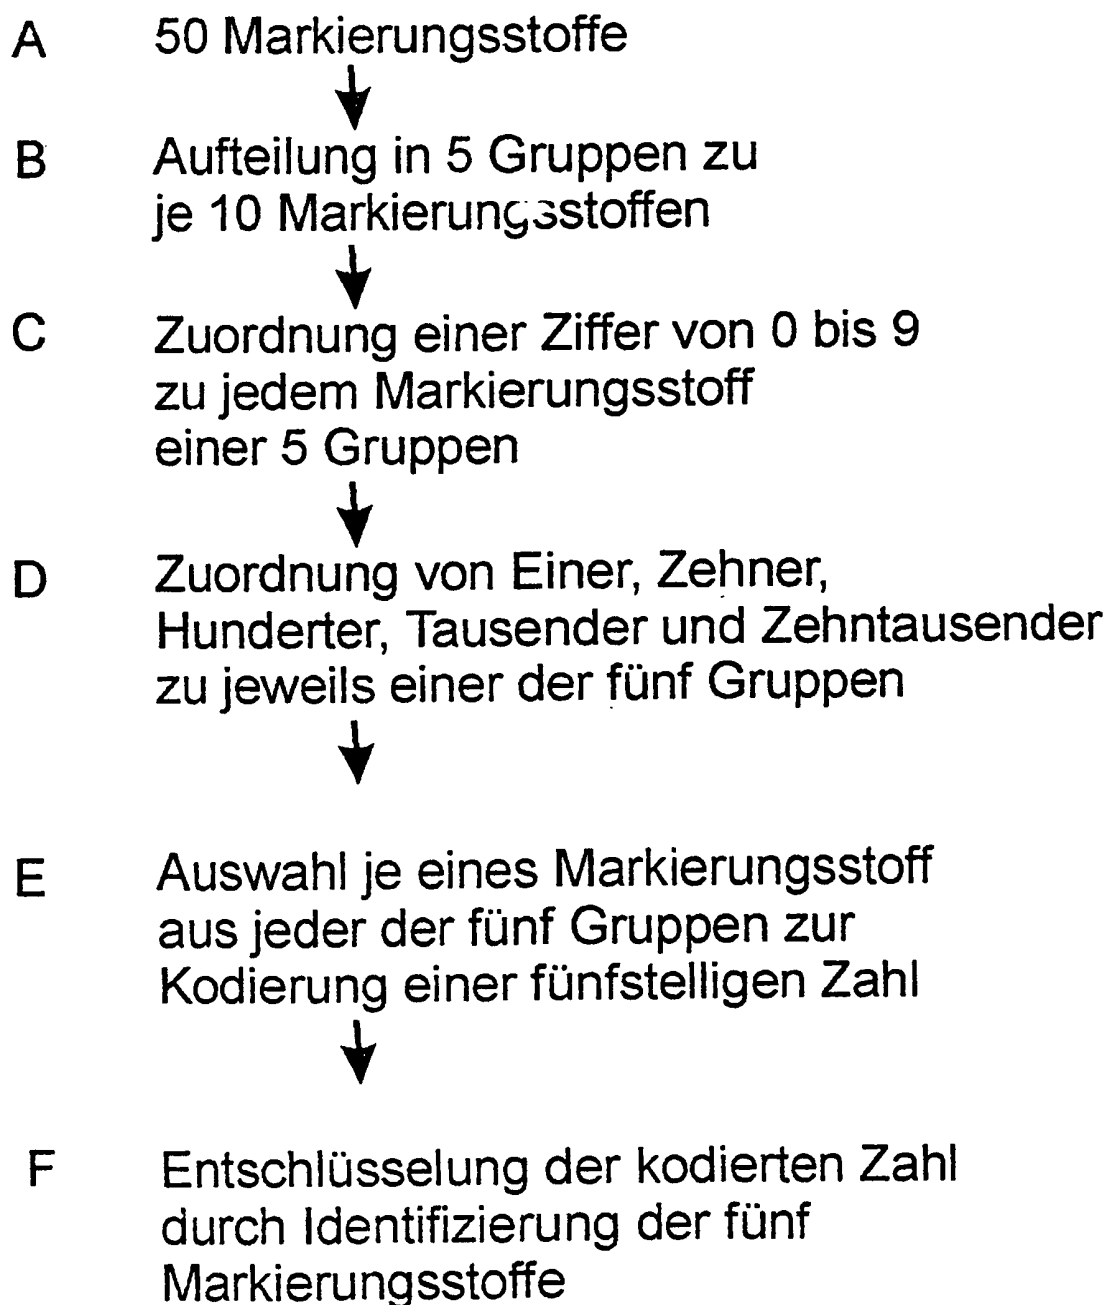 A 50 Markierungsstoffe
B Aufteilung in 5 Gruppen zu
je 10 Markierungsstoffen
C Zuordnung einer Ziffer von 0 bis 9
zu jedem Markierungsstoff
einer 5 Gruppen
D Zuordnung von Einer, Zehner,
Hunderter, Tausender und Zehntausender
zu jeweils einer der fünf Gruppen
E Auswahl je eines Markierungsstoff
aus jeder der fünf Gruppen zur
Kodierung einer fünfstelligen Zahl
F Entschlüsselung der kodierten Zahl
durch Identifizierung der fünf
Markierungsstoffe